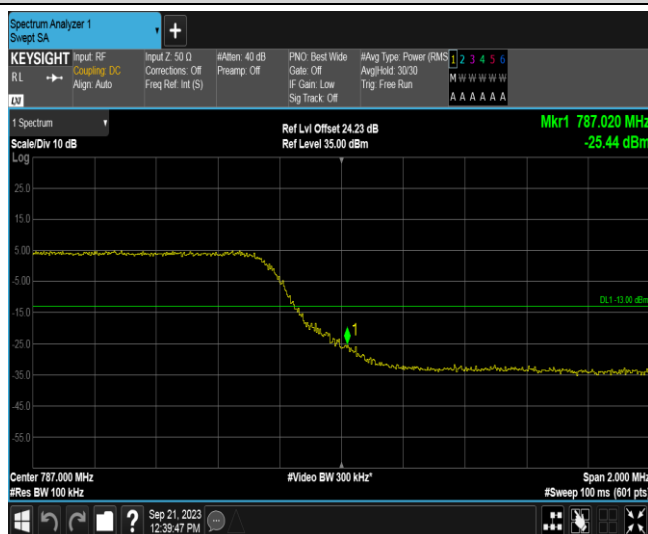 Spectrum Analyzer 1
Swept SA
KEYSIGHT
RL
LXI
Input: RF
Coupling: DC
Align: Auto
Input Z: 50 Ω
Corrections: Off
Freq Ref: Int (S)
#Atten: 40 dB
Preamp: Off
PNO: Best Wide
Gate: Off
IF Gain: Low
Sig Track: Off
#Avg Type: Power (RMS
Avg|Hold: 30/30
Trig: Free Run
1 2 3 4 5 6
M W W W W W
A A A A A A
1 Spectrum
Scale/Div 10 dB
Ref Lvl Offset 24.23 dB
Ref Level 35.00 dBm
Mkr1 787.020 MHz
-25.44 dBm
Log
25.0
15.0
5.00
-5.00
-15.0
-25.0
-35.0
-45.0
-55.0
DL1 -13.00 dBm
1
Center 787.000 MHz
#Res BW 100 kHz
#Video BW 300 kHz*
Span 2.000 MHz
#Sweep 100 ms (601 pts)
Sep 21, 2023
12:39:47 PM